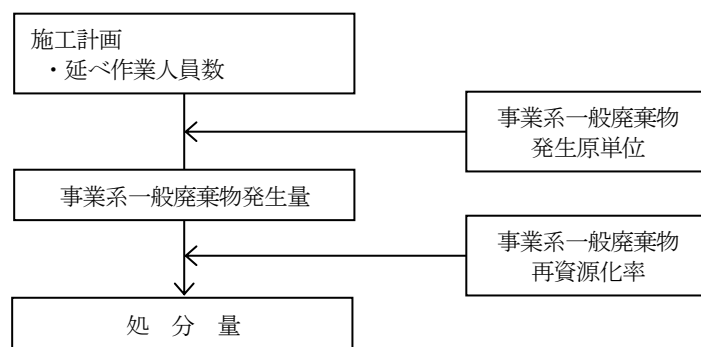 施工計画
・延べ作業人員数
事業系一般廃棄物
発生原単位
事業系一般廃棄物発生量
事業系一般廃棄物
再資源化率
処　分　量